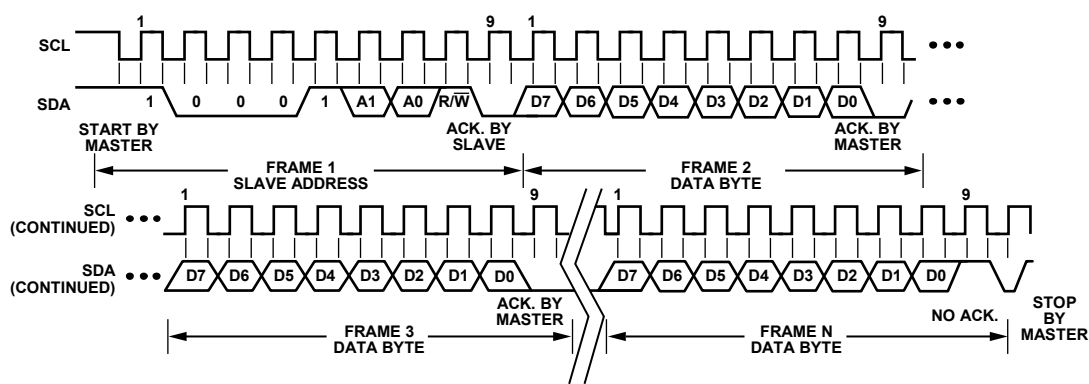 1 9 1 9
SCL
SDA
1 0 0 0 1 A1 A0 R/W̅ D7 D6 D5 D4 D3 D2 D1 D0
START BY
MASTER
ACK. BY
SLAVE
ACK. BY
MASTER
FRAME 1
SLAVE ADDRESS
FRAME 2
DATA BYTE
1 9 1 9
SCL
(CONTINUED)
SDA
(CONTINUED)
D7 D6 D5 D4 D3 D2 D1 D0 D7 D6 D5 D4 D3 D2 D1 D0
ACK. BY
MASTER
NO ACK.
STOP
BY
MASTER
FRAME 3
DATA BYTE
FRAME N
DATA BYTE